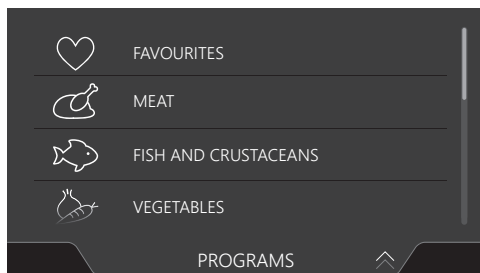 FAVOURITES
MEAT
FISH AND CRUSTACEANS
VEGETABLES
PROGRAMS